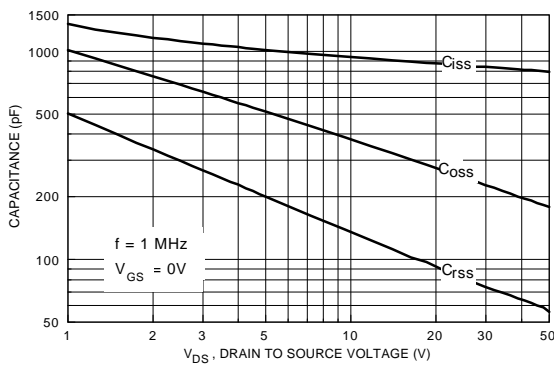 1500
1000
500
200
100
50
CAPACITANCE (pF)
Ciss
Coss
Crss
f = 1 MHz
VGS = 0V
1 2 3 5 10 20 30 50
VDS , DRAIN TO SOURCE VOLTAGE (V)